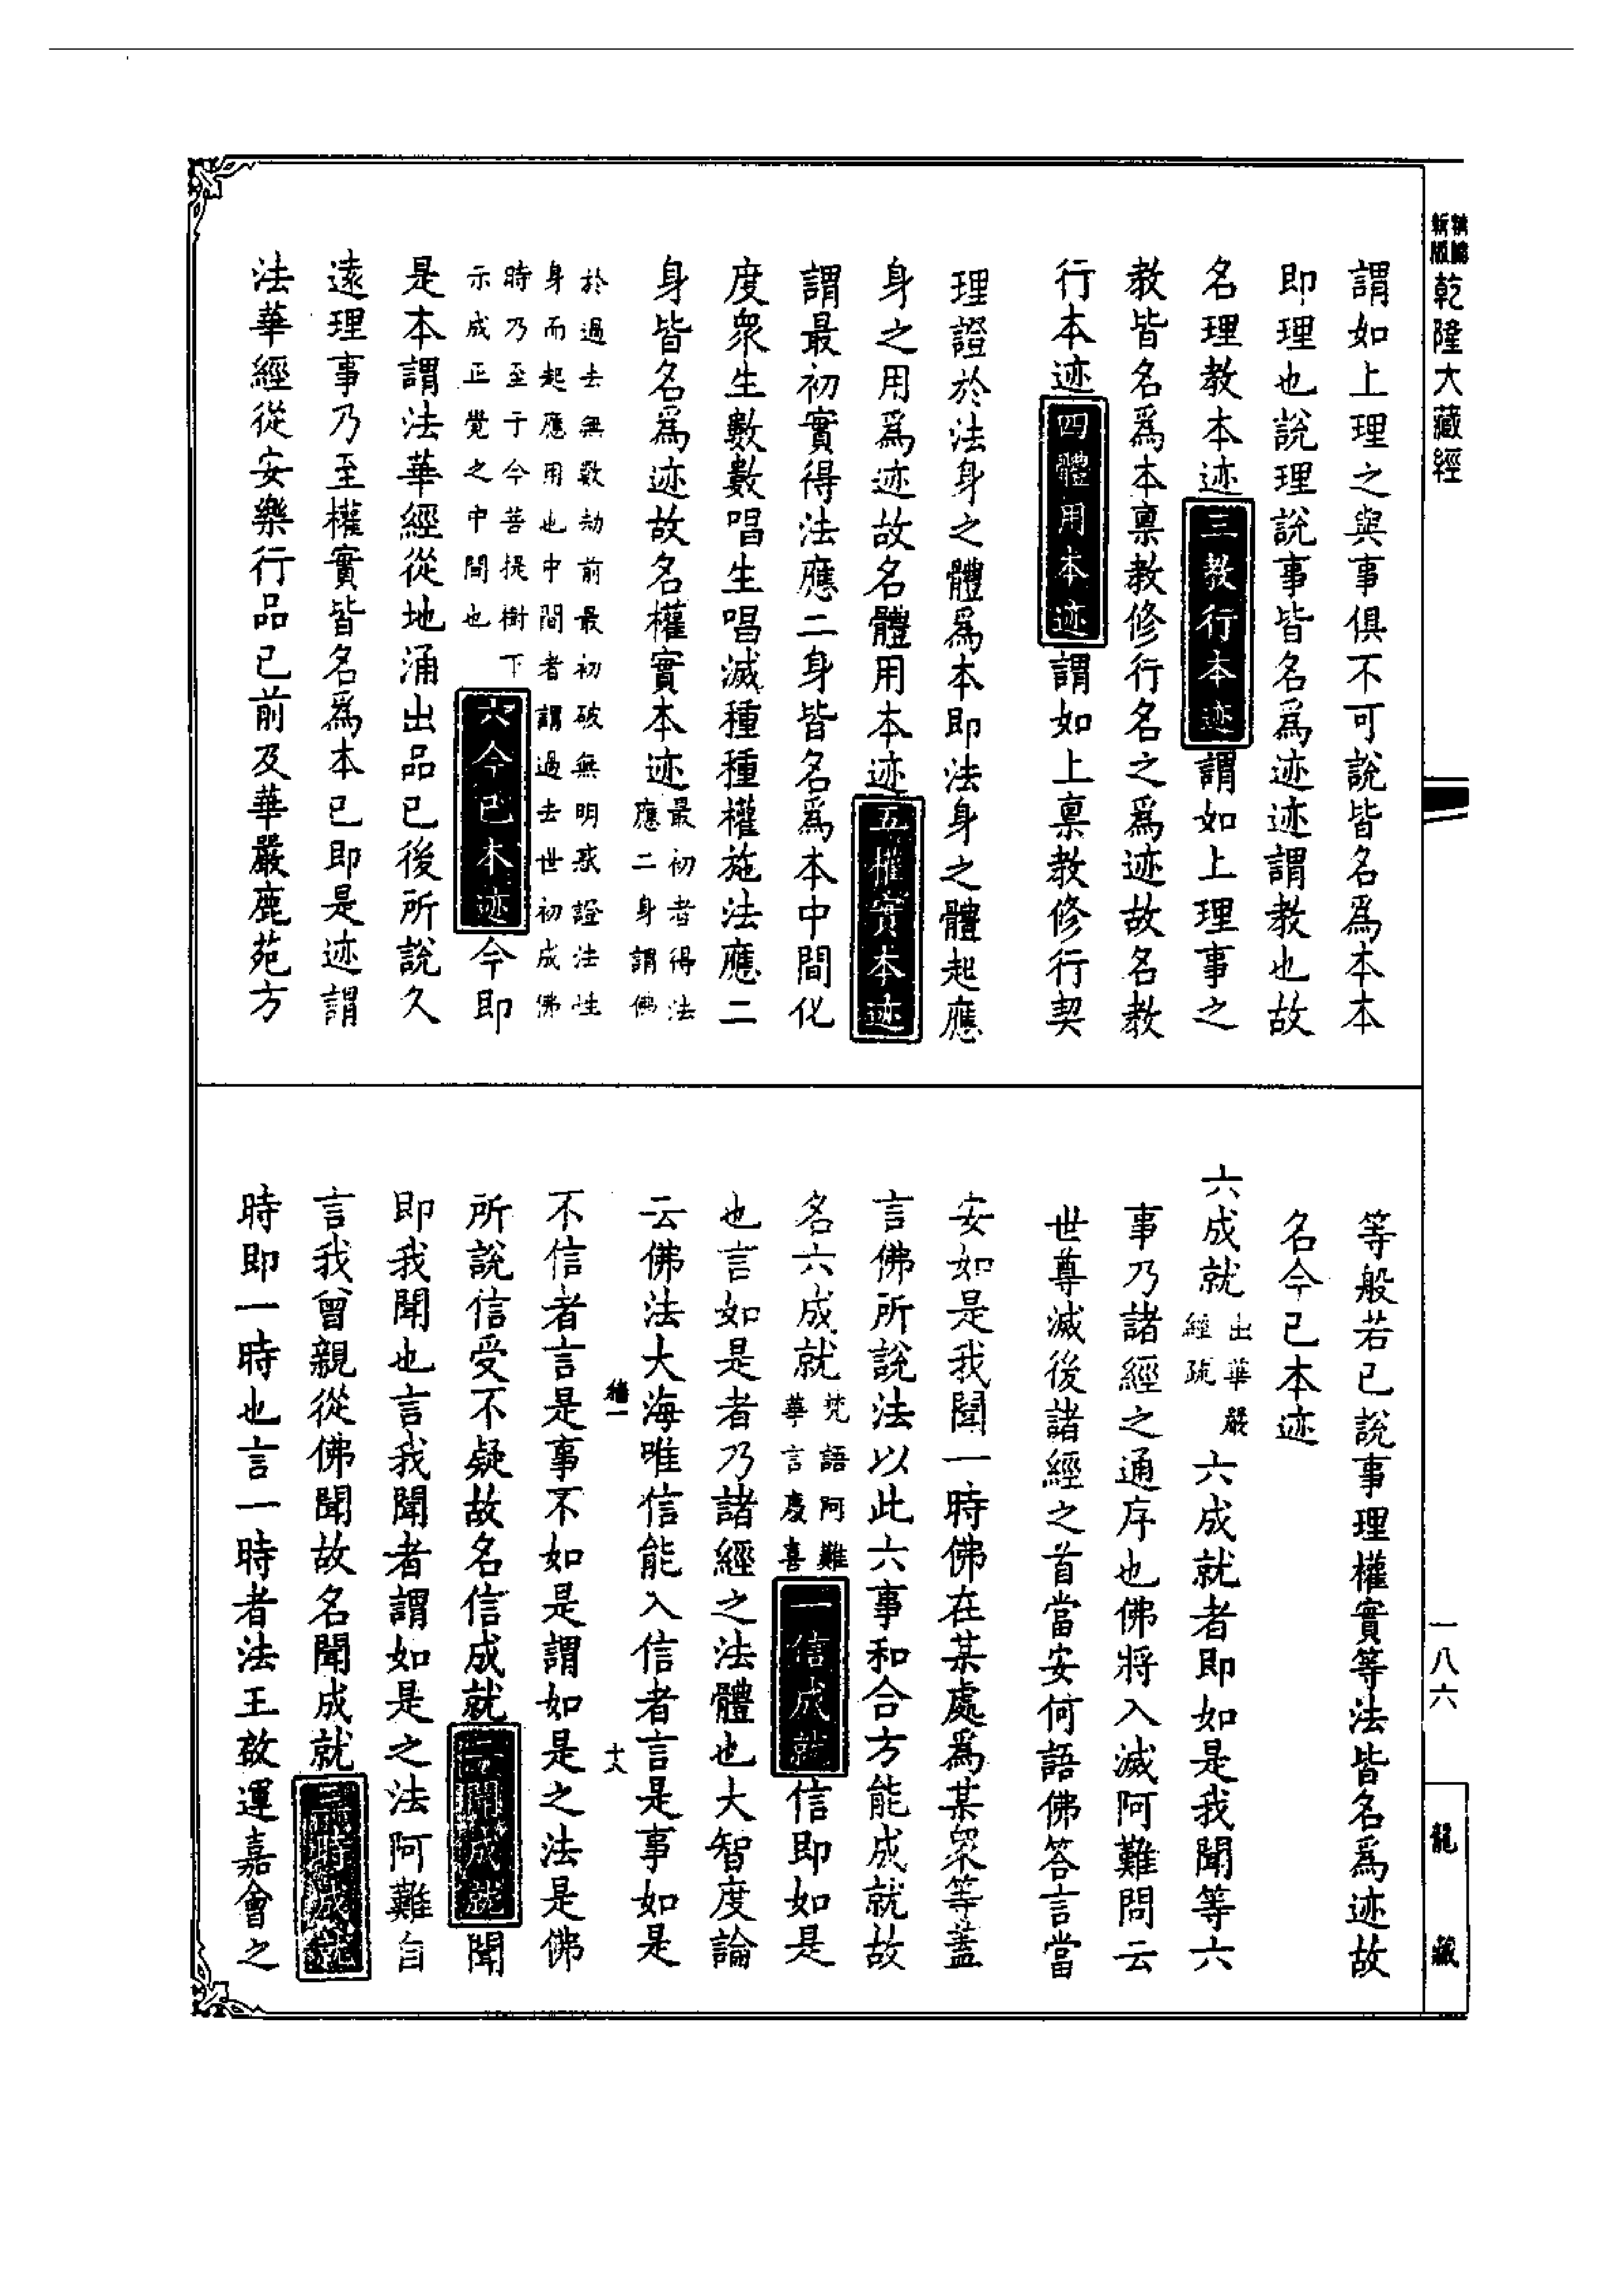 精繪
新版
乾隆大藏經
一八六
龍藏
謂如上理之與事俱不可說皆名爲本本
即理也說理說事皆名爲迹迹謂教也故
名理教本迹三教行本迹謂如上理事之
教皆名爲本稟教修行名之爲迹故名教
行本迹四體用本迹謂如上稟教修行契
理證於法身之體爲本即法身之體起應
身之用爲迹故名體用本迹五權實本迹
謂最初實得法應二身皆名爲本中間化
度衆生數數唱生唱滅種種權施法應二
身皆名爲迹故名權實本迹最初者得法應二身謂佛
於過去無數劫前最初破無明惑證法性
身而起應用也中間者謂過去世初成佛
時乃至于今菩提樹下
示成正覺之中間也
六今已本迹今即
是本謂法華經從地涌出品已後所說久
遠理事乃至權實皆名爲本已即是迹謂
法華經從安樂行品已前及華嚴鹿苑方
等般若已說事理權實等法皆名爲迹故
名今已本迹
六成就出華嚴經疏六成就者即如是我聞等六
事乃諸經之通序也佛將入滅阿難問云
世尊滅後諸經之首當安何語佛答言當
安如是我聞一時佛在某處爲某衆等蓋
言佛所說法以此六事和合方能成就故
名六成就梵語阿難華言慶喜一信成就信即如是
也言如是者乃諸經之法體也大智度論
云佛法大海唯信能入信者言是事如是
不信者言是事不如是謂如是之法是佛
所說信受不疑故名信成就二聞成就聞
即我聞也言我聞者謂如是之法阿難自
言我曾親從佛聞故名聞成就三時成就
時即一時也言一時者法王啟運嘉會之